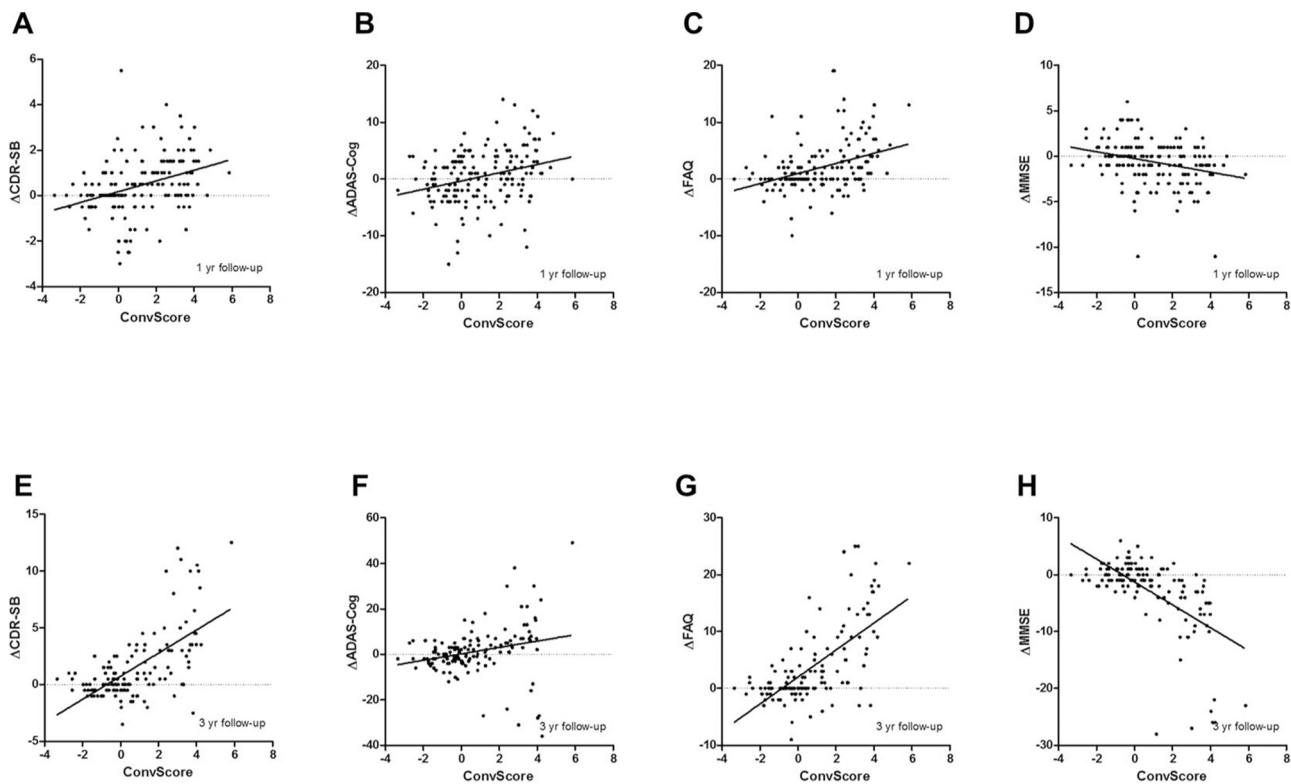 A
B
C
D
ΔCDR-SB
6
4
2
0
-2
-4
-4 -2 0 2 4 6 8
ConvScore
1 yr follow-up
ΔADAS-Cog
20
10
0
-10
-20
-4 -2 0 2 4 6 8
ConvScore
1 yr follow-up
ΔFAQ
20
10
0
-10
-20
-4 -2 0 2 4 6 8
ConvScore
1 yr follow-up
ΔMMSE
10
5
0
-5
-10
-15
-4 -2 0 2 4 6 8
ConvScore
1 yr follow-up
E
F
G
H
ΔCDR-SB
15
10
5
0
-5
-4 -2 0 2 4 6 8
ConvScore
3 yr follow-up
ΔADAS-Cog
60
40
20
0
-20
-40
-4 -2 0 2 4 6 8
ConvScore
3 yr follow-up
ΔFAQ
30
20
10
0
-10
-4 -2 0 2 4 6 8
ConvScore
3 yr follow-up
ΔMMSE
10
0
-10
-20
-30
-4 -2 0 2 4 6 8
ConvScore
3 yr follow-up